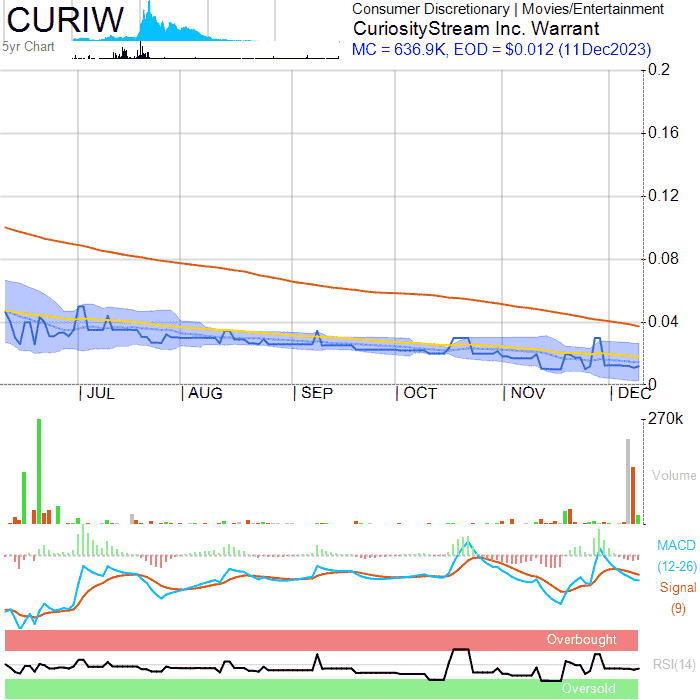 CURIW
5yr Chart
Consumer Discretionary | Movies/Entertainment
CuriosityStream Inc. Warrant
MC = 636.9K, EOD = $0.012 (11Dec2023)
0.2
0.16
0.12
0.08
0.04
0
JUL
AUG
SEP
OCT
NOV
DEC
270k
Volume
MACD
(12-26)
Signal
(9)
Overbought
RSI(14)
Oversold